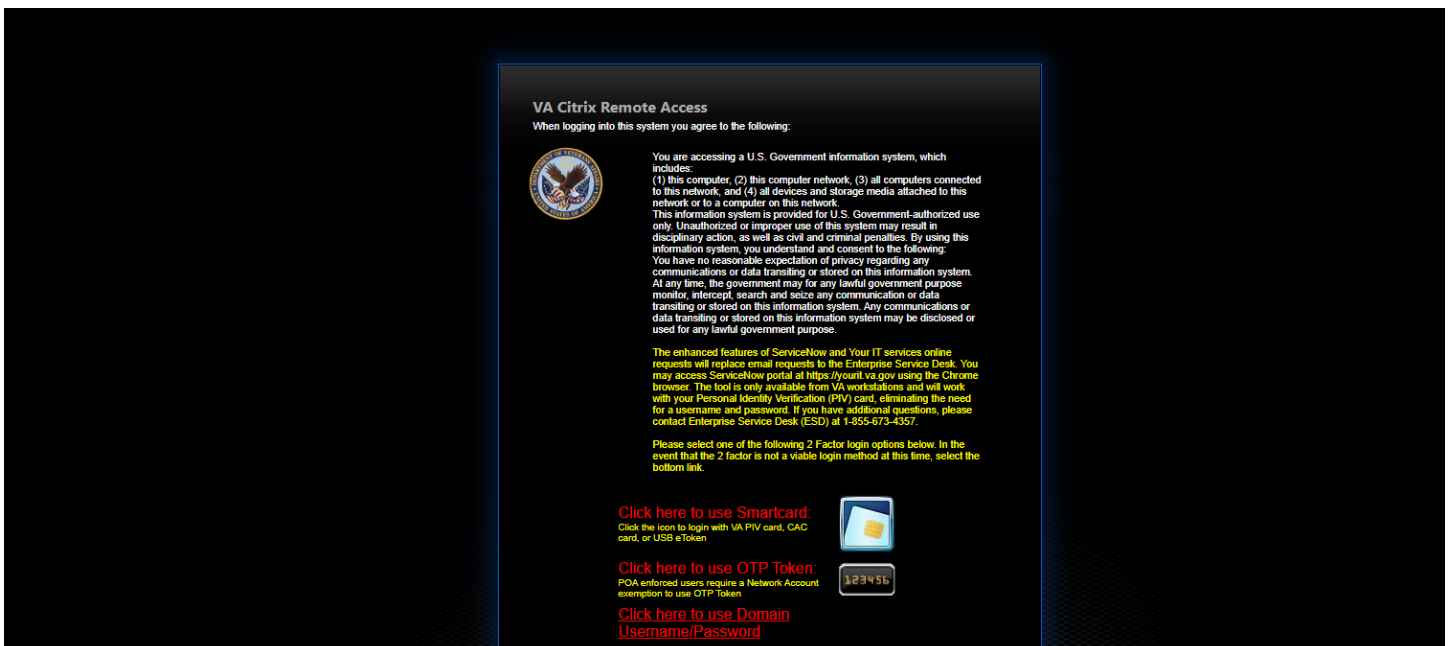 VA Citrix Remote Access
When logging into this system you agree to the following:
You are accessing a U.S. Government information system, which
includes:
(1) this computer, (2) this computer network, (3) all computers connected
to this network, and (4) all devices and storage media attached to this
network or to a computer on this network.
This information system is provided for U.S. Government-authorized use
only. Unauthorized or improper use of this system may result in
disciplinary action, as well as civil and criminal penalties. By using this
information system, you understand and consent to the following:
You have no reasonable expectation of privacy regarding any
communications or data transiting or stored on this information system.
At any time, the government may for any lawful government purpose
monitor, intercept, search and seize any communication or data
transiting or stored on this information system. Any communications or
data transiting or stored on this information system may be disclosed or
used for any lawful government purpose.
The enhanced features of ServiceNow and Your IT services online
requests will replace email requests to the Enterprise Service Desk. You
may access ServiceNow portal at https://yourit.va.gov using the Chrome
browser. The tool is only available from VA workstations and will work
with your Personal Identity Verification (PIV) card, eliminating the need
for a username and password. If you have additional questions, please
contact Enterprise Service Desk (ESD) at 1-855-673-4357.
Please select one of the following 2 Factor login options below. In the
event that the 2 factor is not a viable login method at this time, select the
bottom link.
Click here to use Smartcard:
Click the icon to login with VA PIV card, CAC
card, or USB eToken
Click here to use OTP Token:
POA enforced users require a Network Account
exemption to use OTP Token
123456
Click here to use Domain
Username/Password